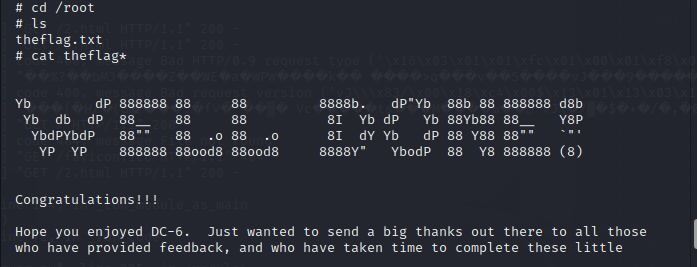 # cd /root
# ls
theflag.txt
# cat theflag*
Yb        dP 888888 88     88         8888b.   dP"Yb  88b 88 888888 d8b
 Yb  db  dP  88__   88     88          8I  Yb dP   Yb 88Yb88 88__   Y8P
  YbdPYbdP   88""   88  .o 88  .o      8I  dY Yb   dP 88 Y88 88""   `"'
   YP  YP    888888 88ood8 88ood8     8888Y"   YbodP  88  Y8 888888 (8)
Congratulations!!!
Hope you enjoyed DC-6.  Just wanted to send a big thanks out there to all those
who have provided feedback, and who have taken time to complete these little